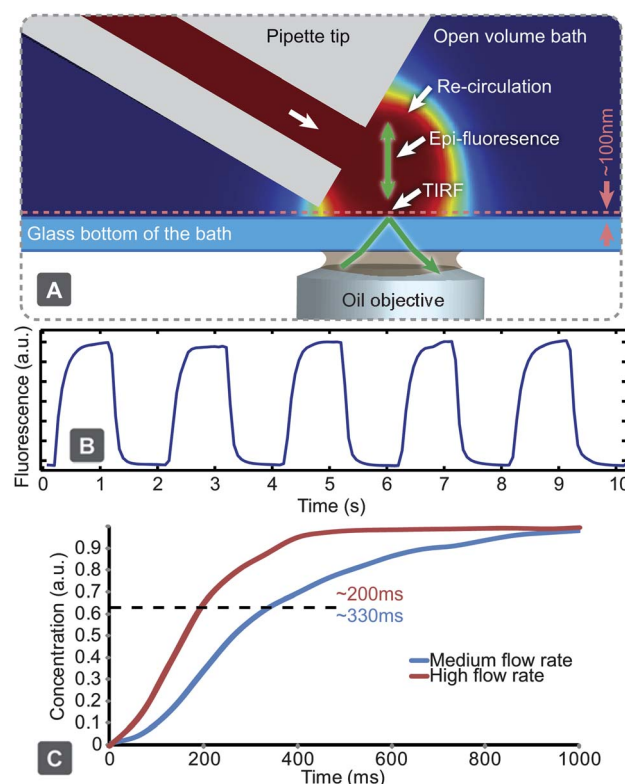 Pipette tip
Open volume bath
Re-circulation
Epi-fluoresence
TIRF
~100nm
Glass bottom of the bath
A
Oil objective
Fluorescence (a.u.)
B
0 1 2 3 4 5 6 7 8 9 10
Time (s)
Concentration (a.u.)
0.9
0.8
0.7
0.6
0.5
0.4
0.3
0.2
0.1
0
~200ms
~330ms
Medium flow rate
High flow rate
C
0 200 400 600 800 1000
Time (ms)